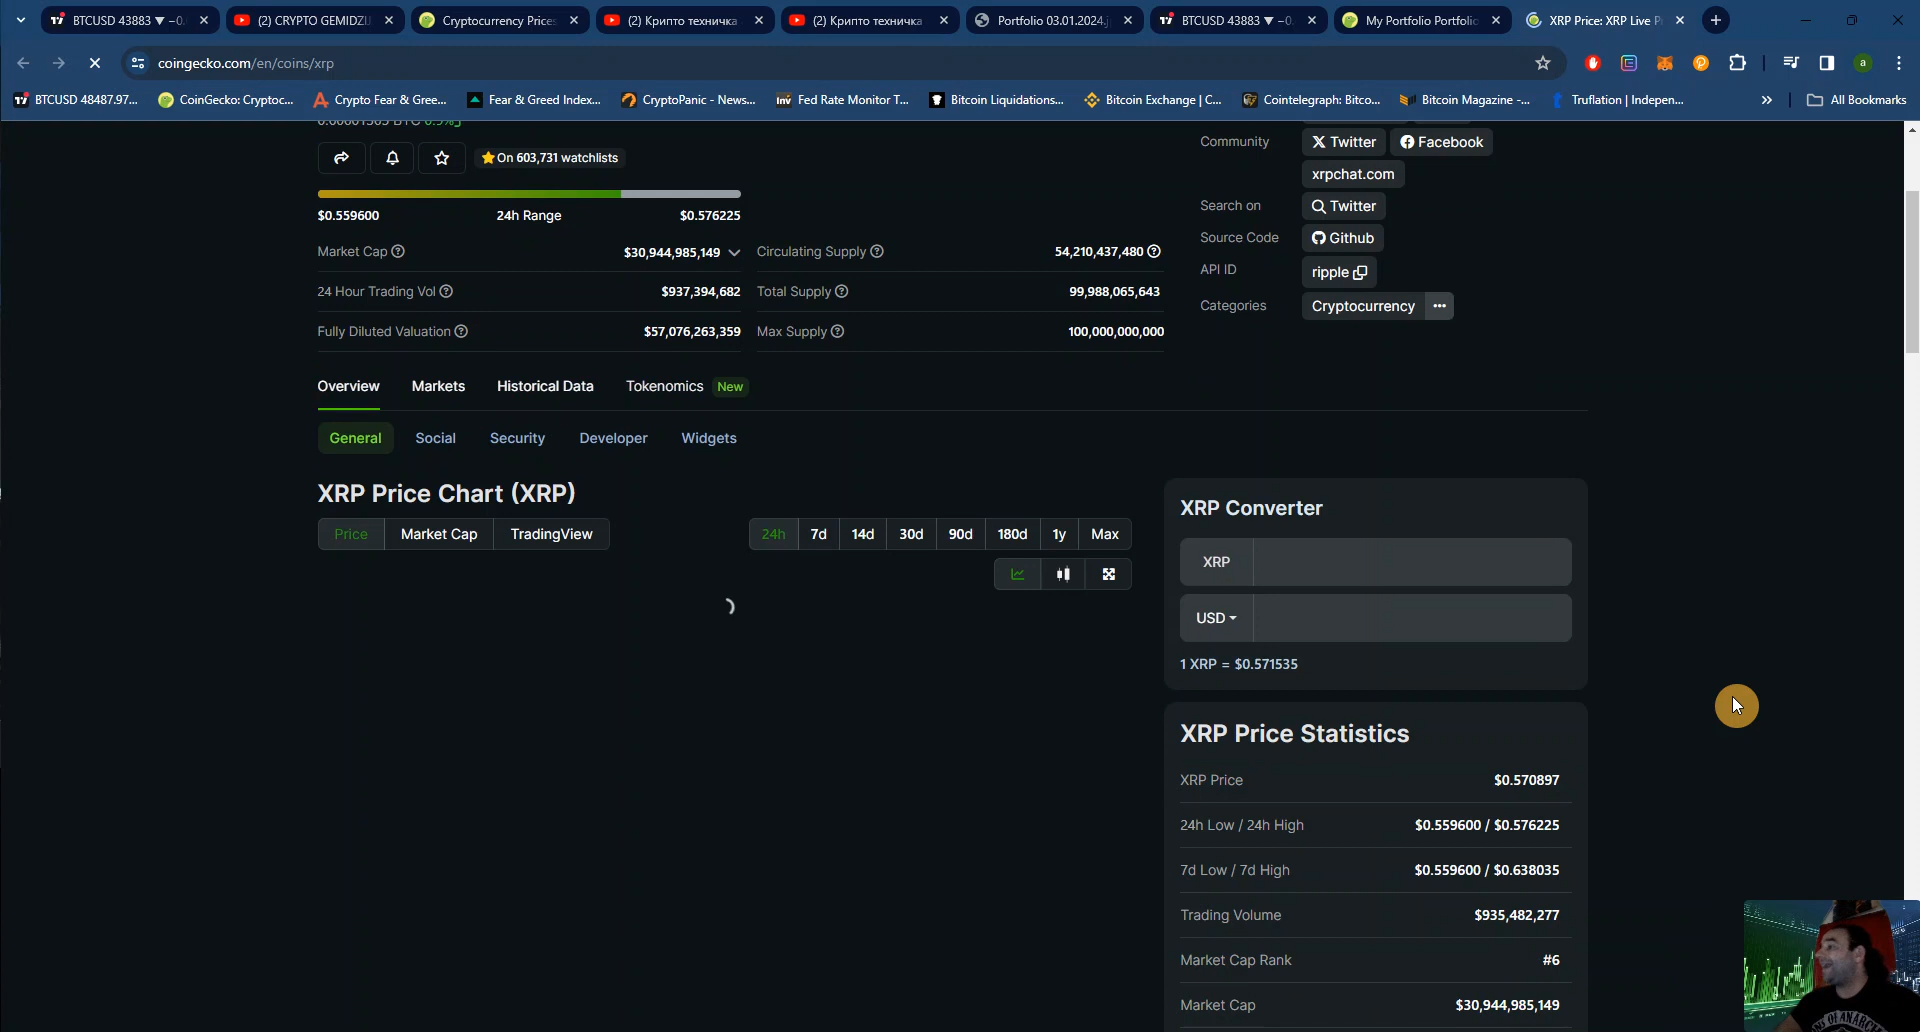 BTCUSD 43883 ▼ −0.
(2) CRYPTO GEMIDZIJ
Cryptocurrency Prices
(2) Крипто техничка
(2) Крипто техничка
Portfolio 03.01.2024.j
BTCUSD 43883 ▼ −0.
My Portfolio Portfolio
XRP Price: XRP Live P
coingecko.com/en/coins/xrp
a
BTCUSD 48487.97...
CoinGecko: Cryptoc...
Crypto Fear & Gree...
Fear & Greed Index...
CryptoPanic - News...
Inv Fed Rate Monitor T...
Bitcoin Liquidations...
Bitcoin Exchange | C...
Cointelegraph: Bitco...
Bitcoin Magazine -...
Truflation | Indepen...
All Bookmarks
0.00001303 BTC 0.9%
On 603,731 watchlists
$0.559600 24h Range $0.576225
Market Cap $30,944,985,149
Circulating Supply 54,210,437,480
24 Hour Trading Vol $937,394,682
Total Supply 99,988,065,643
Fully Diluted Valuation $57,076,263,359
Max Supply 100,000,000,000
Community X Twitter Facebook
xrpchat.com
Search on Twitter
Source Code Github
API ID ripple
Categories Cryptocurrency ...
Overview Markets Historical Data Tokenomics New
General Social Security Developer Widgets
XRP Price Chart (XRP)
Price Market Cap TradingView
24h 7d 14d 30d 90d 180d 1y Max
XRP Converter
XRP
USD
1 XRP = $0.571535
XRP Price Statistics
XRP Price $0.570897
24h Low / 24h High $0.559600 / $0.576225
7d Low / 7d High $0.559600 / $0.638035
Trading Volume $935,482,277
Market Cap Rank #6
Market Cap $30,944,985,149